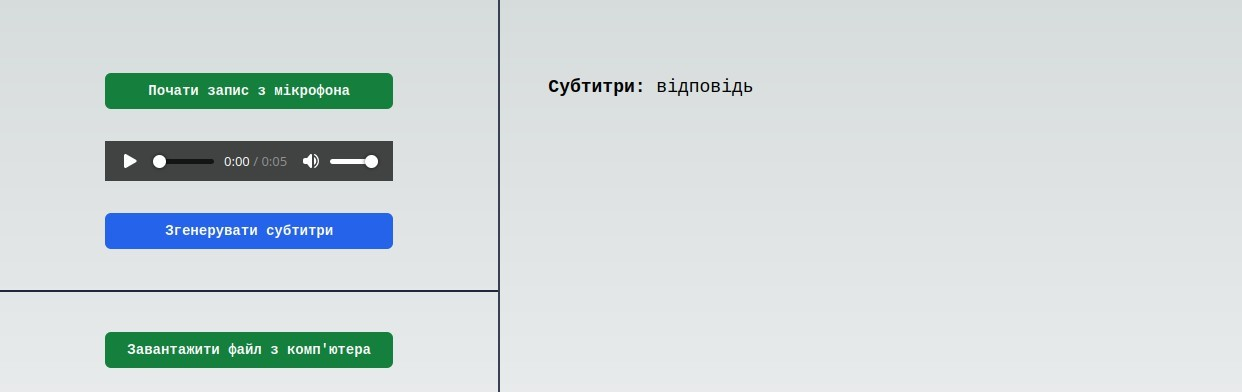 Почати запис з мікрофона
0:00 / 0:05
Згенерувати субтитри
Завантажити файл з комп'ютера
Субтитри: відповідь